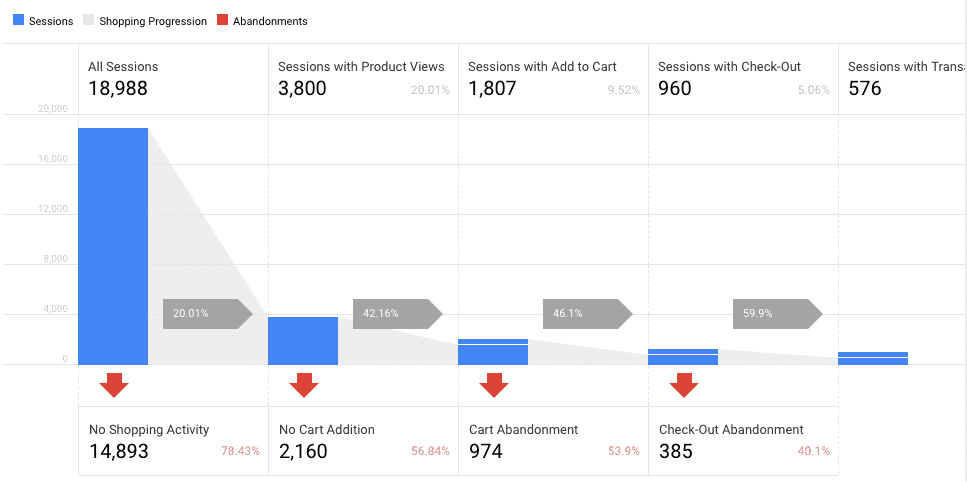 Sessions Shopping Progression Abandonments
All Sessions
18,988
Sessions with Product Views
3,800 20.01%
Sessions with Add to Cart
1,807 9.52%
Sessions with Check-Out
960 5.06%
Sessions with Trans
576
20,000
16,000
12,000
8,000
4,000
0
20.01%
42.16%
46.1%
59.9%
No Shopping Activity
14,893 78.43%
No Cart Addition
2,160 56.84%
Cart Abandonment
974 53.9%
Check-Out Abandonment
385 40.1%